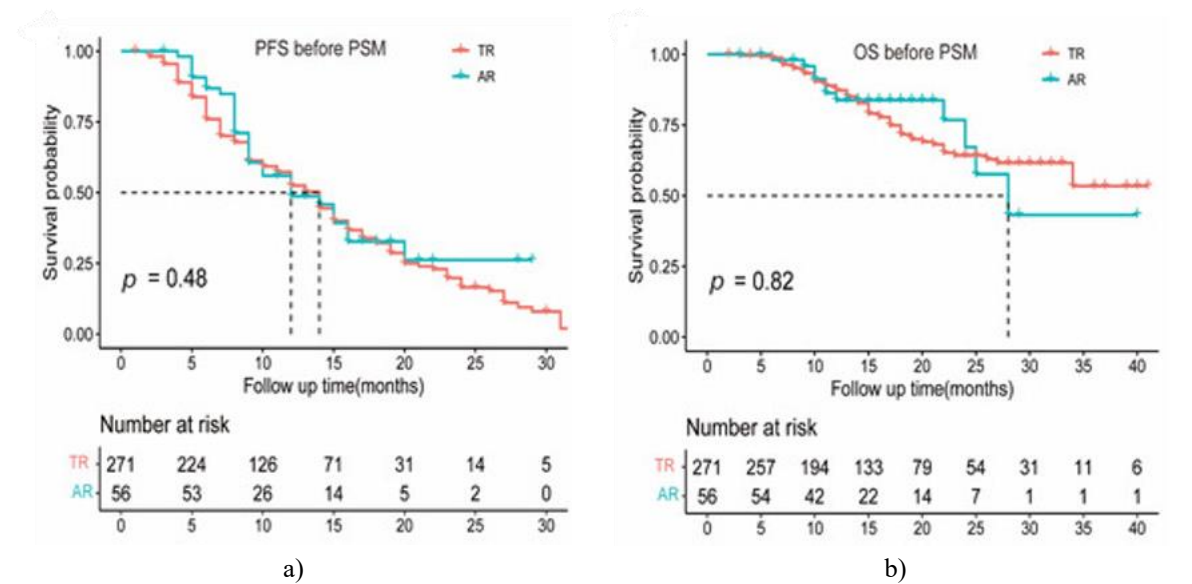 PFS before PSM
TR
AR
Survival probability
1.00
0.75
0.50
0.25
0.00
p = 0.48
0 5 10 15 20 25 30
Follow up time(months)
Number at risk
TR 271 224 126 71 31 14 5
AR 56 53 26 14 5 2 0
0 5 10 15 20 25 30
a)
OS before PSM
TR
AR
Survival probability
1.00
0.75
0.50
0.25
0.00
p = 0.82
0 5 10 15 20 25 30 35 40
Follow up time(months)
Number at risk
TR 271 257 194 133 79 54 31 11 6
AR 56 54 42 22 14 7 1 1 1
0 5 10 15 20 25 30 35 40
b)